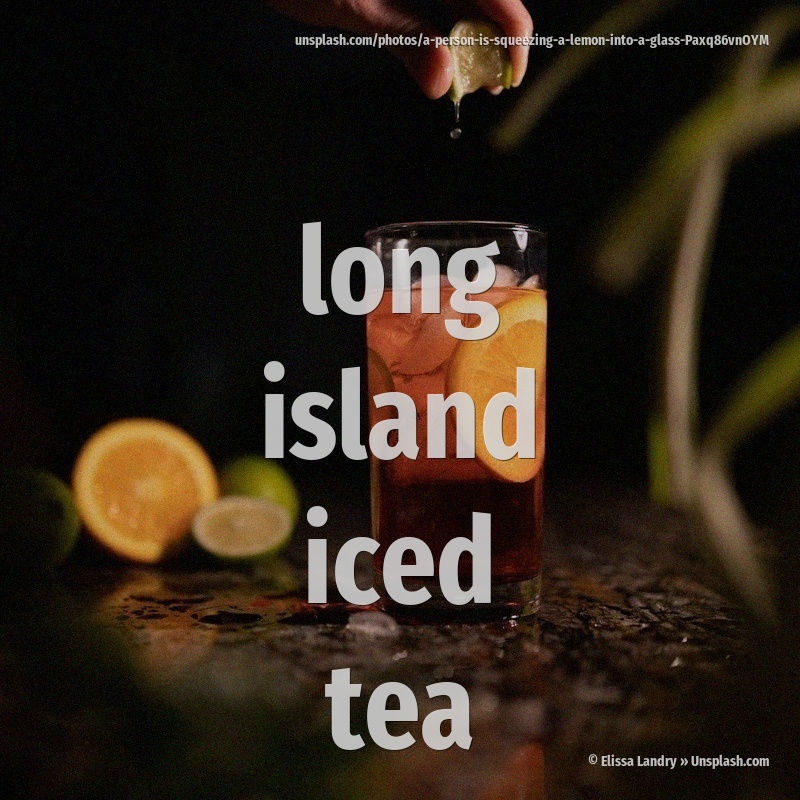 unsplash.com/photos/a-person-is-squeezing-a-lemon-into-a-glass-Paxq86vnOYM
long
island
iced
tea
© Elissa Landry » Unsplash.com